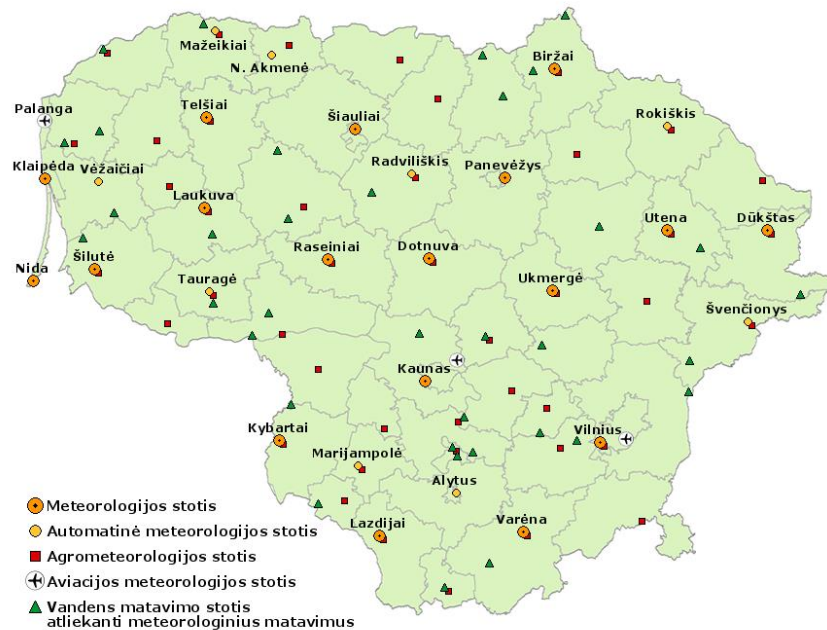 Mažeikiai
N. Akmenė
Biržai
Palanga
Telšiai
Šiauliai
Rokiškis
Klaipėda
Vėžaičiai
Radviliškis
Panevėžys
Laukuva
Utena
Dūkštas
Nida
Šilutė
Raseiniai
Dotnuva
Tauragė
Ukmergė
Švenčionys
Kaunas
Kybartai
Vilnius
Marijampolė
Alytus
Lazdijai
Varėna
Meteorologijos stotis
Automatinė meteorologijos stotis
Agrometeorologijos stotis
Aviacijos meteorologijos stotis
Vandens matavimo stotis
atliekanti meteorologinius matavimus